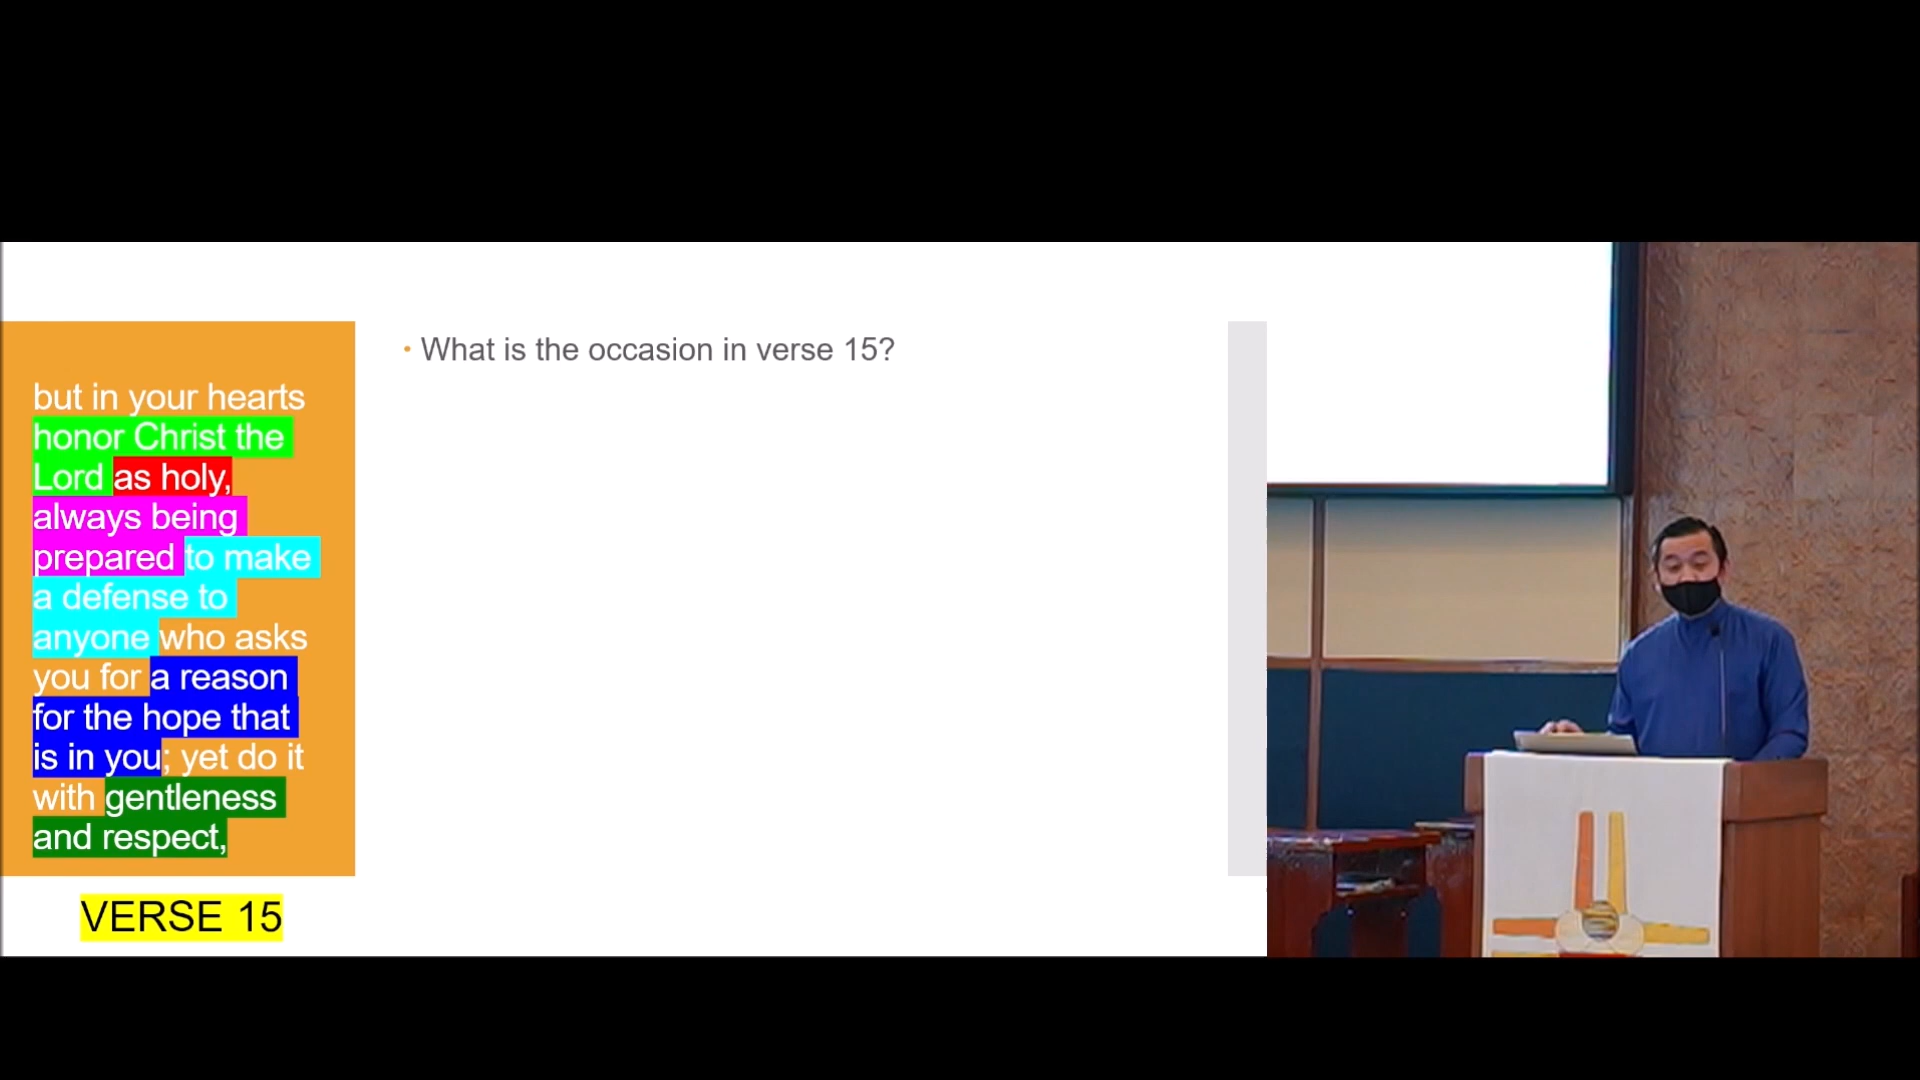 but in your hearts
honor Christ the
Lord as holy,
always being
prepared to make
a defense to
anyone who asks
you for a reason
for the hope that
is in you; yet do it
with gentleness
and respect,
VERSE 15
• What is the occasion in verse 15?